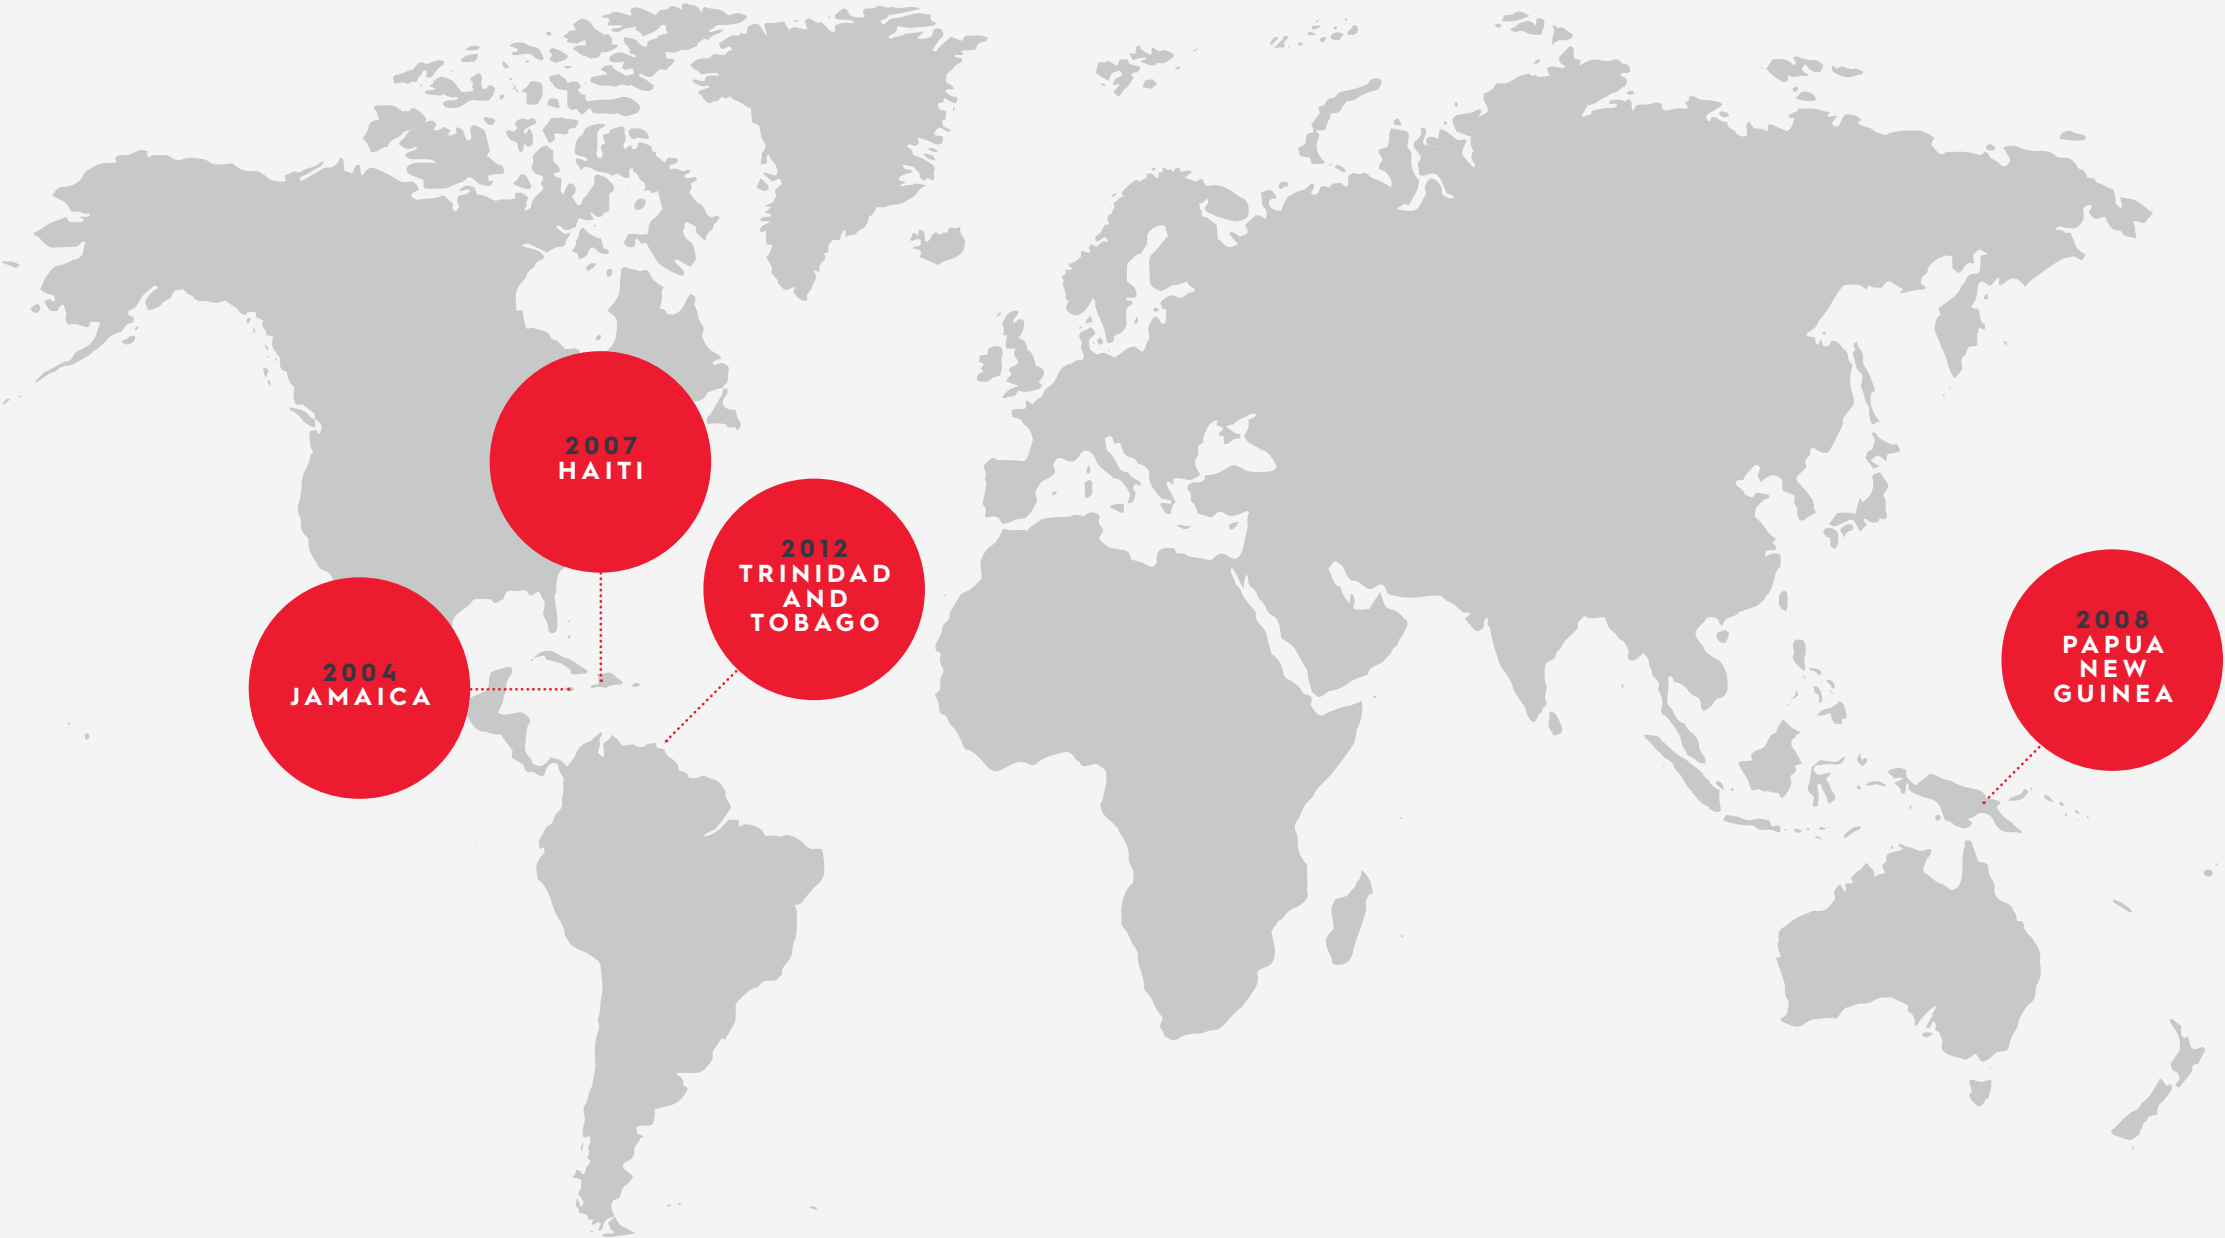 2007
HAITI
2012
TRINIDAD
AND
TOBAGO
2004
JAMAICA
2008
PAPUA
NEW
GUINEA